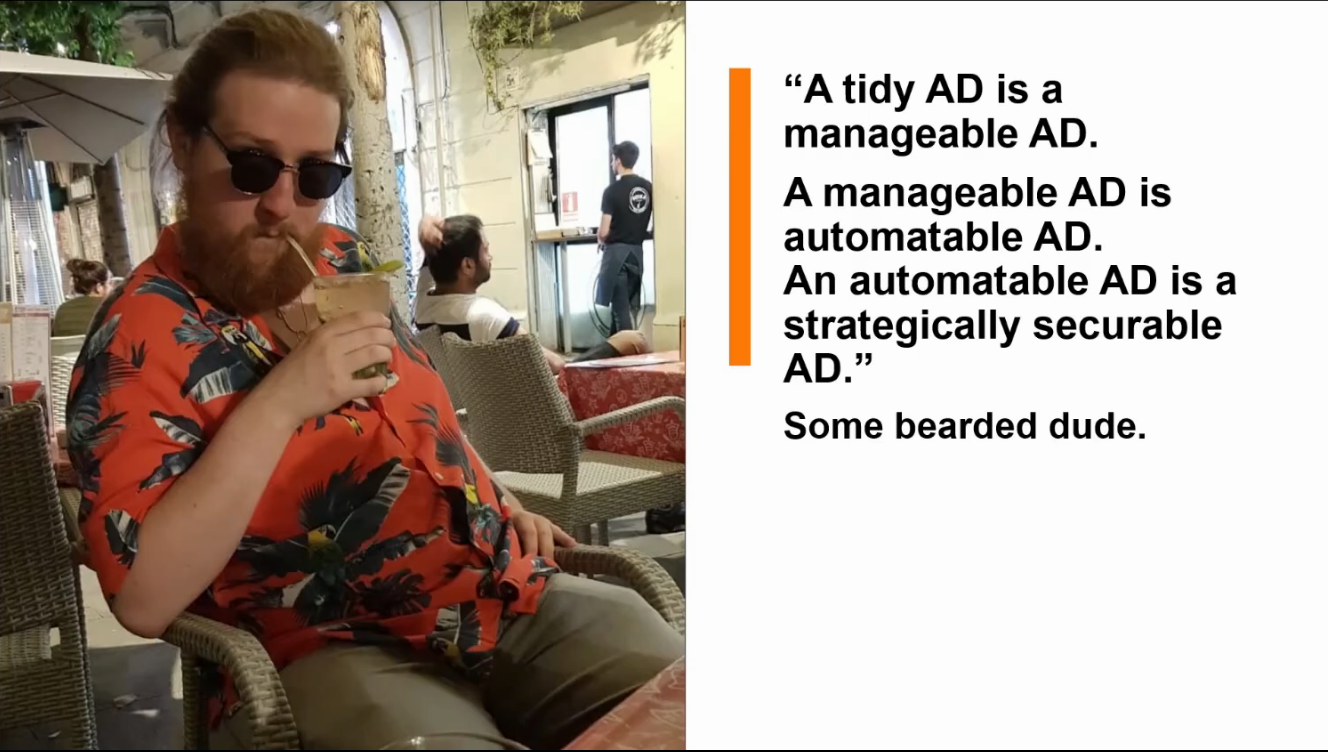 “A tidy AD is a
manageable AD.
A manageable AD is
automatable AD.
An automatable AD is a
strategically securable
AD.”
Some bearded dude.